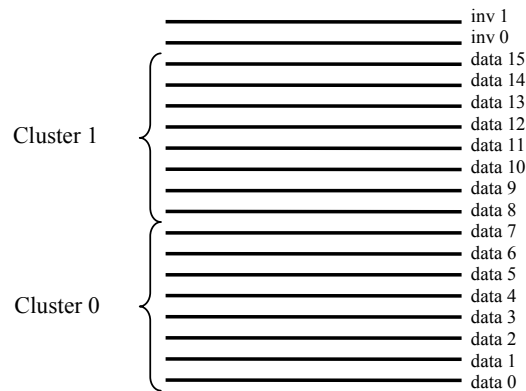 inv 1
inv 0
data 15
data 14
data 13
data 12
data 11
data 10
data 9
data 8
data 7
data 6
data 5
data 4
data 3
data 2
data 1
data 0
Cluster 1
Cluster 0